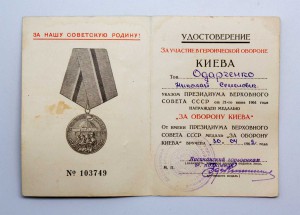 ЗА НАШУ СОВЕТСКУЮ РОДИНУ!
№ 103749
УДОСТОВЕРЕНИЕ
ЗА УЧАСТИЕ В ГЕРОИЧЕСКОЙ ОБОРОНЕ
КИЕВА
Тов. Одарченко
Николай Семенович
УКАЗОМ ПРЕЗИДИУМА ВЕРХОВНОГО
СОВЕТА СССР от 21-го июня 1961 года
НАГРАЖДЕН МЕДАЛЬЮ
"ЗА ОБОРОНУ КИЕВА"
От имени ПРЕЗИДИУМА ВЕРХОВНОГО
СОВЕТА СССР МЕДАЛЬ "ЗА ОБОРОНУ
КИЕВА" ВРУЧЕНА 30.04
М. П.